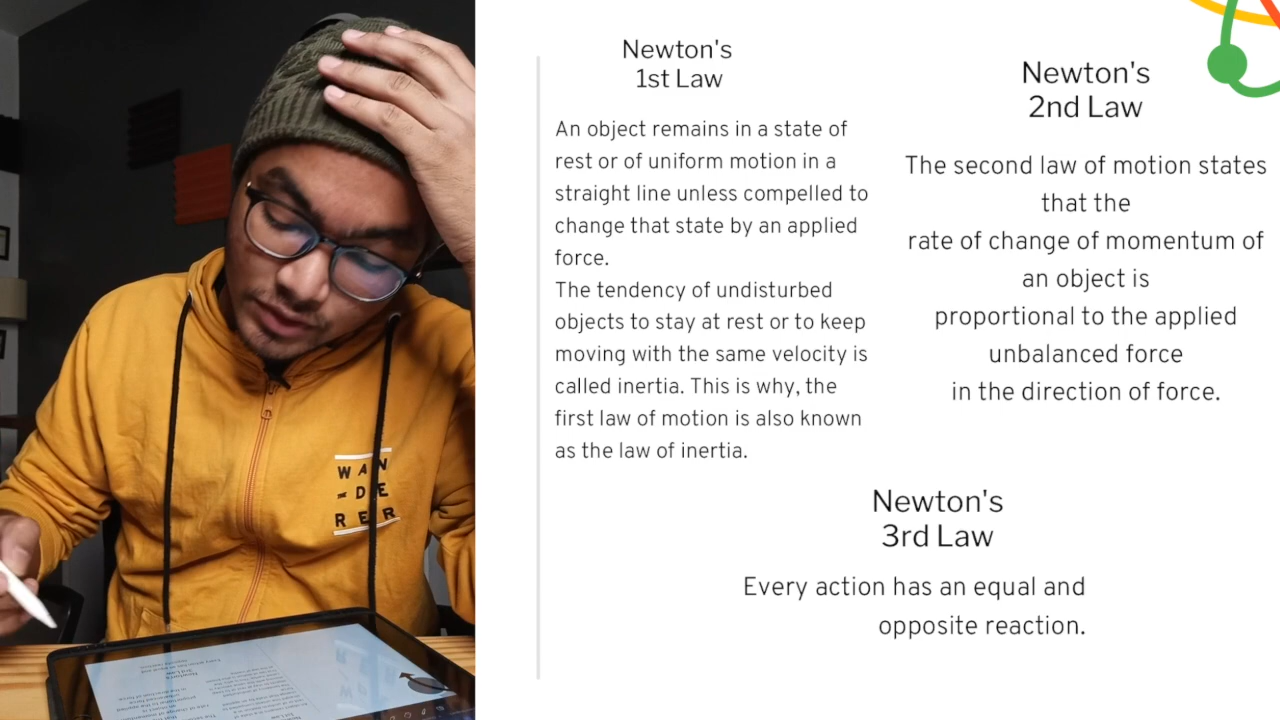 Newton's
1st Law
An object remains in a state of
rest or of uniform motion in a
straight line unless compelled to
change that state by an applied
force.
The tendency of undisturbed
objects to stay at rest or to keep
moving with the same velocity is
called inertia. This is why, the
first law of motion is also known
as the law of inertia.
Newton's
2nd Law
The second law of motion states
that the
rate of change of momentum of
an object is
proportional to the applied
unbalanced force
in the direction of force.
Newton's
3rd Law
Every action has an equal and
opposite reaction.
WAN
THE DE
RER